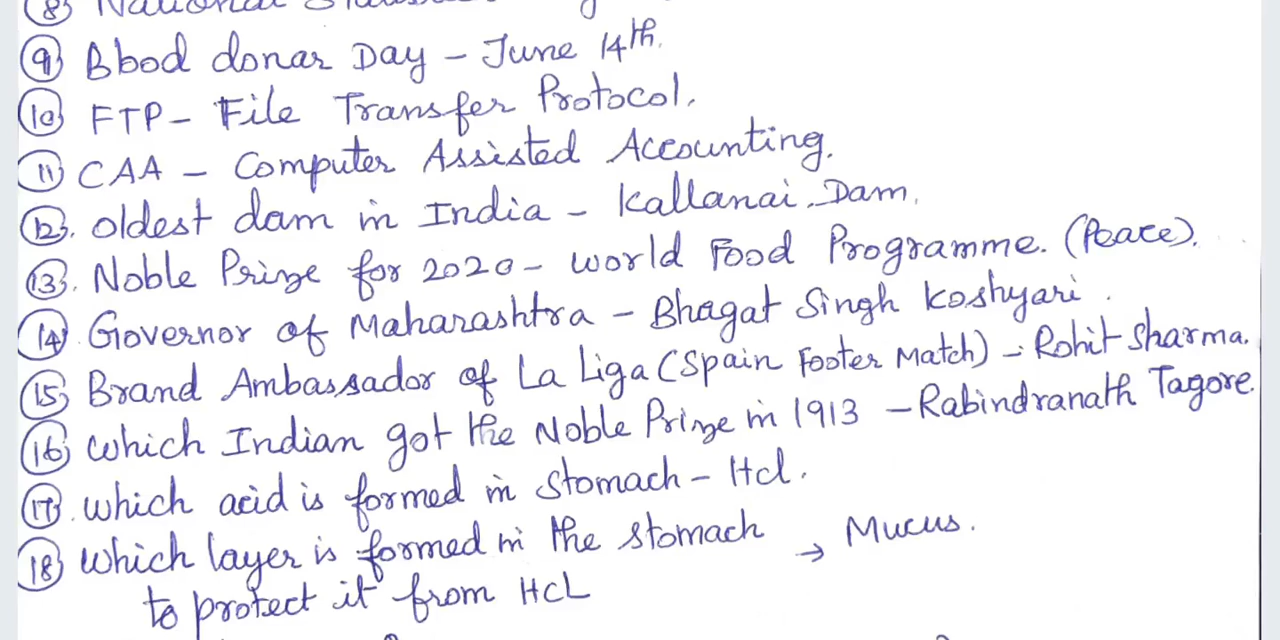 8 National
9 Blood donar Day - June 14th.
10 FTP - File Transfer Protocol.
11 CAA - Computer Assisted Accounting.
12. Oldest dam in India - Kallanai Dam.
13. Noble Prize for 2020 - World Food Programme. (Peace).
14 Governor of Maharashtra - Bhagat Singh Koshyari.
15 Brand Ambassador of La Liga (Spain Footer Match) - Rohit Sharma.
16 Which Indian got the Noble Prize in 1913 - Rabindranath Tagore.
17. Which acid is formed in Stomach - Hcl.
18 Which layer is formed in the stomach → Mucus.
to protect it from HCL